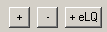 + - + eLQ